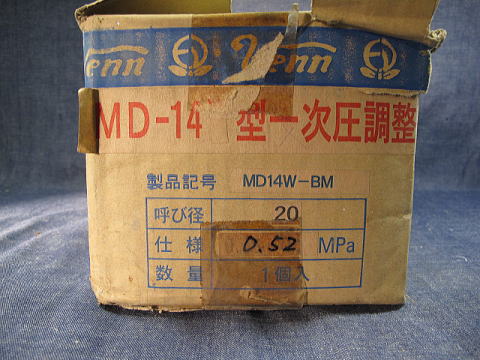 Venn Venn
MD-14 型一次圧調整
製品記号 MD14W-BM
呼び径 20
仕様 0.52 MPa
数量 1個入